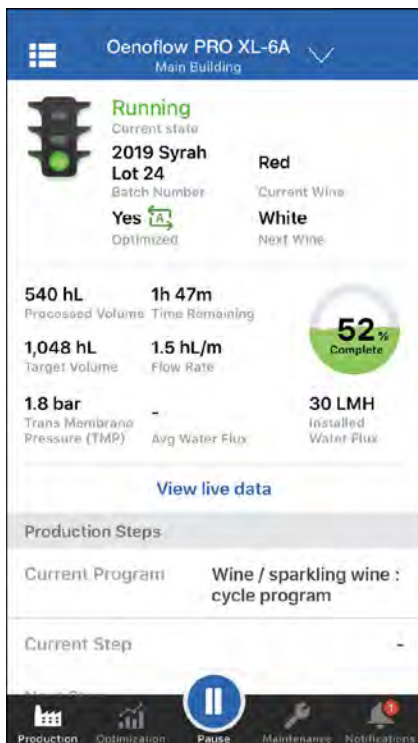 Oenoflow PRO XL-6A
Main Building
Running
Current state
2019 Syrah
Lot 24
Batch Number
Red
Current Wine
Yes A
Optimized
White
Next Wine
540 hL
Processed Volume
1h 47m
Time Remaining
52%
Complete
1,048 hL
Target Volume
1.5 hL/m
Flow Rate
1.8 bar
Trans Membrane
Pressure (TMP)
-
Avg Water Flux
30 LMH
Installed
Water Flux
View live data
Production Steps
Current Program
Wine / sparkling wine :
cycle program
Current Step
-
1
Production
Optimization
Pause
Maintenance
Notifications